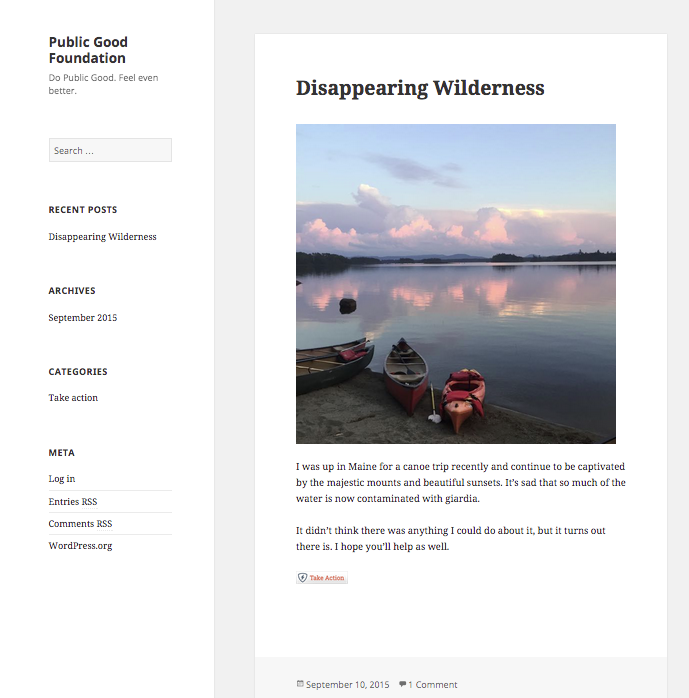 Public Good
Foundation
Do Public Good. Feel even
better.
Search …
RECENT POSTS
Disappearing Wilderness
ARCHIVES
September 2015
CATEGORIES
Take action
META
Log in
Entries RSS
Comments RSS
WordPress.org
Disappearing Wilderness
I was up in Maine for a canoe trip recently and continue to be captivated
by the majestic mounts and beautiful sunsets. It’s sad that so much of the
water is now contaminated with giardia.
It didn’t think there was anything I could do about it, but it turns out
there is. I hope you’ll help as well.
Take Action
September 10, 2015 1 Comment